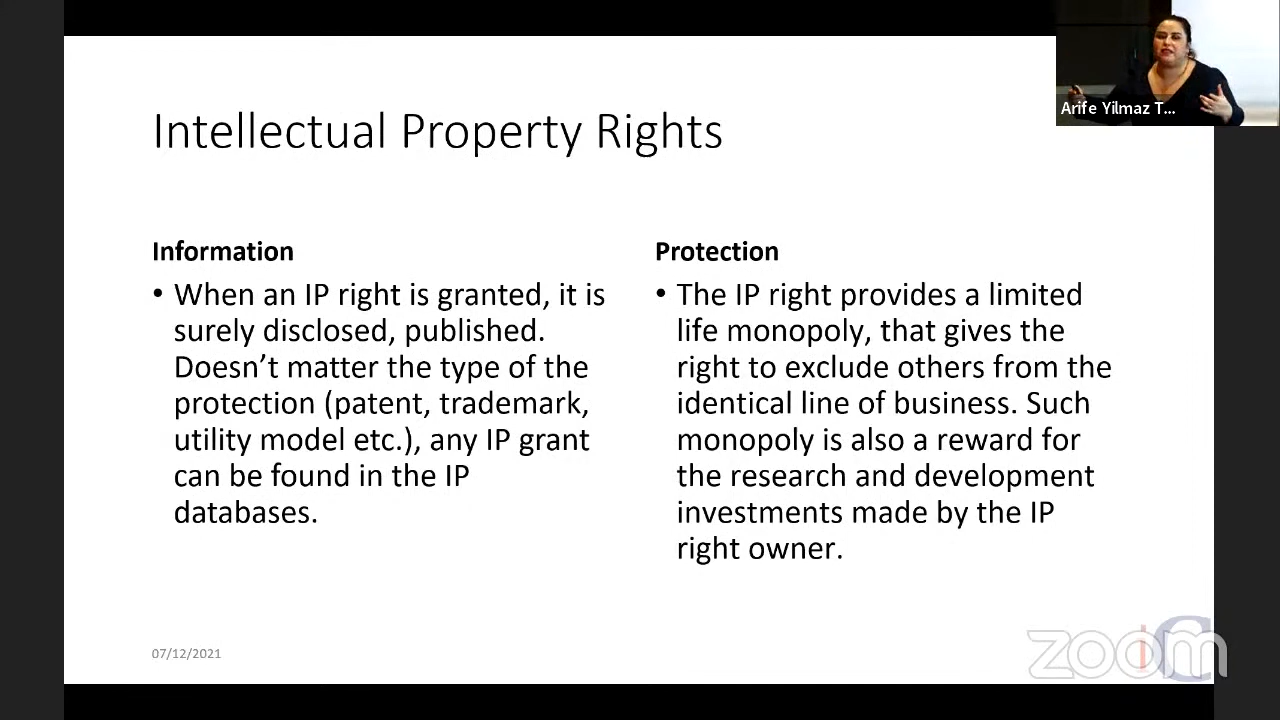 Arife Yilmaz T...
Intellectual Property Rights
Information
• When an IP right is granted, it is
surely disclosed, published.
Doesn’t matter the type of the
protection (patent, trademark,
utility model etc.), any IP grant
can be found in the IP
databases.
Protection
• The IP right provides a limited
life monopoly, that gives the
right to exclude others from the
identical line of business. Such
monopoly is also a reward for
the research and development
investments made by the IP
right owner.
07/12/2021
zoom